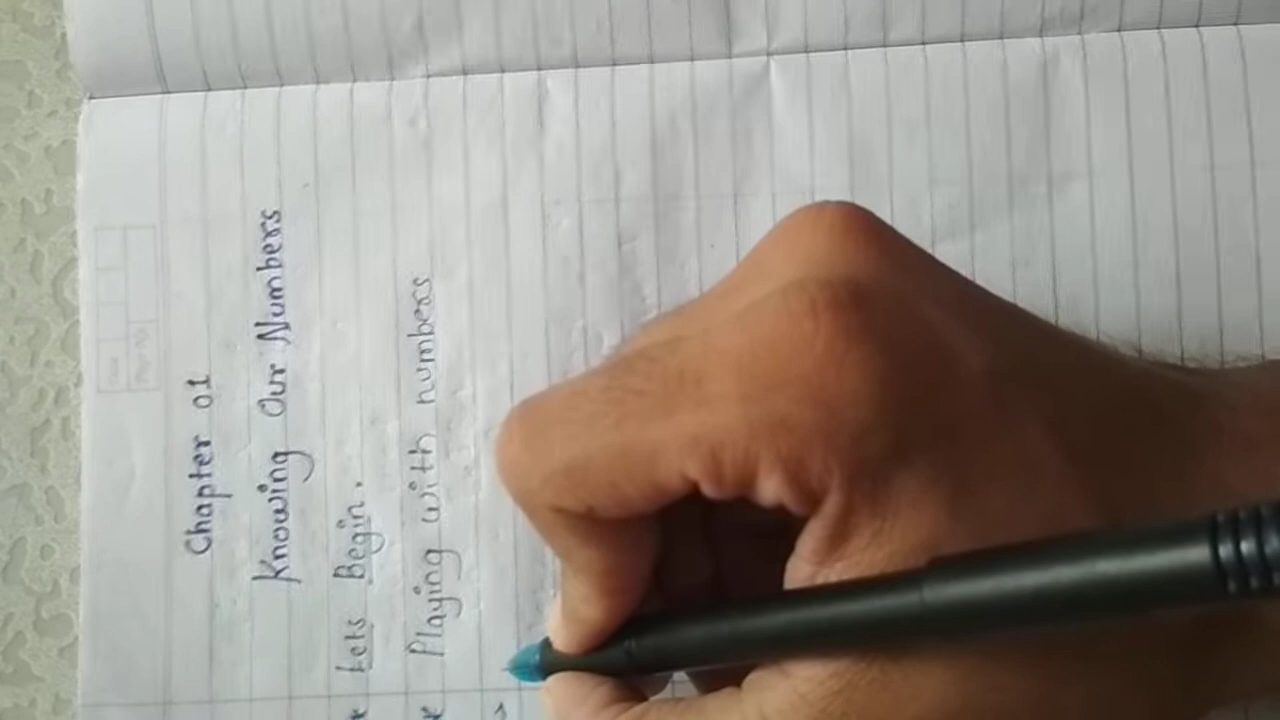 Chapter 01
Knowing Our Numbers
Lets Begin.
Playing with numbers